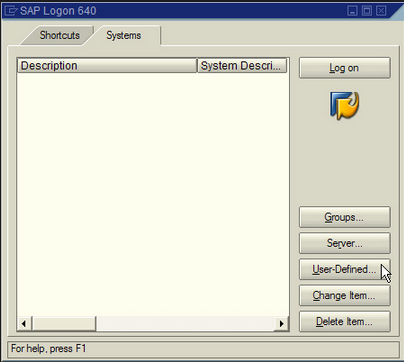 SAP Logon 640
Shortcuts
Systems
Description
System Descri...
Log on
Groups...
Server...
User-Defined...
Change Item...
Delete Item...
For help, press F1